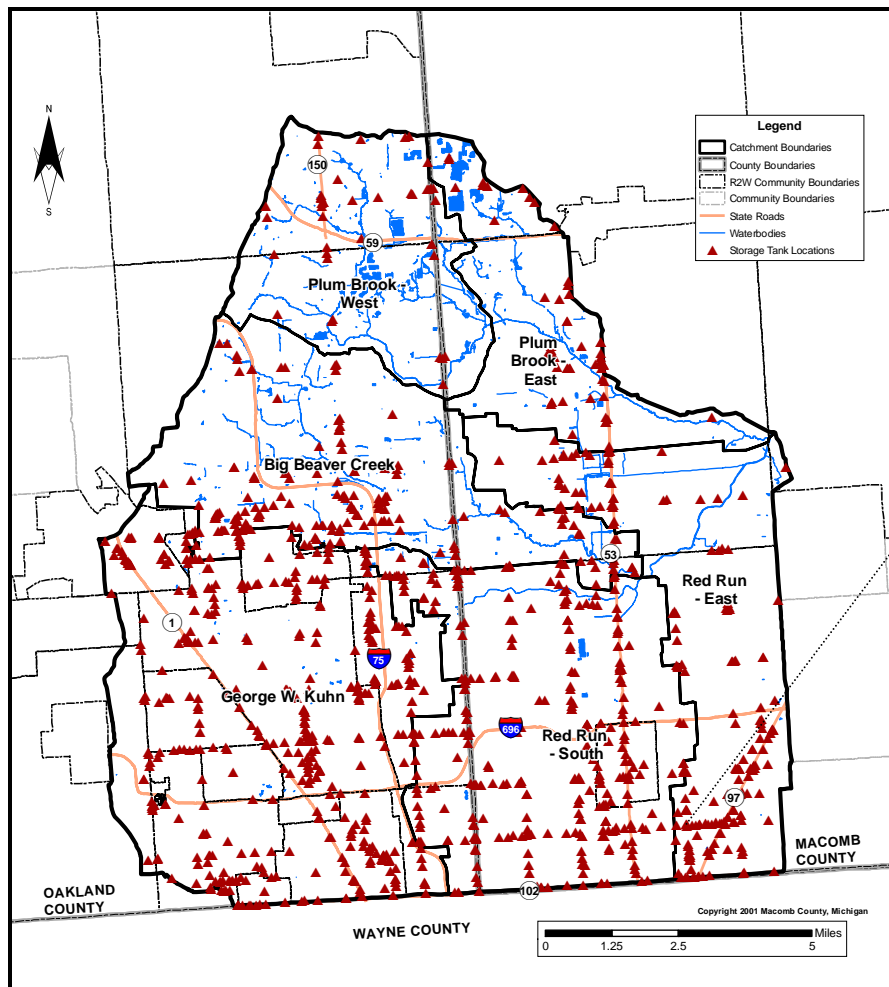 N
S
Legend
Catchment Boundaries
County Boundaries
R2W Community Boundaries
Community Boundaries
State Roads
Waterbodies
Storage Tank Locations
150
59
Plum Brook -
West
Plum
Brook -
East
Big Beaver Creek
53
Red Run
- East
1
75
George W. Kuhn
696
Red Run
- South
97
MACOMB
COUNTY
OAKLAND
COUNTY
102
WAYNE COUNTY
Copyright 2001 Macomb County, Michigan
Miles
0 1.25 2.5 5